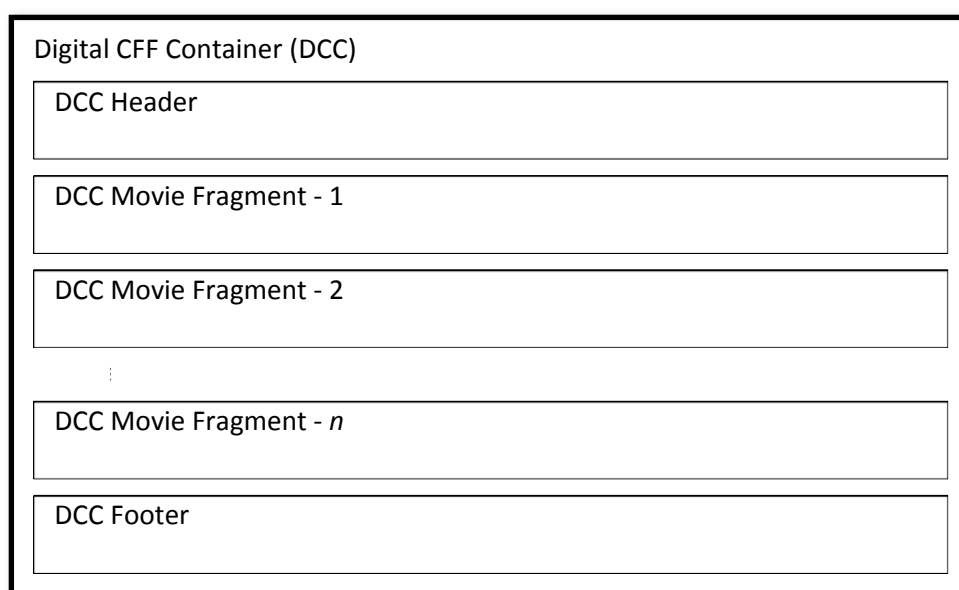 Digital CFF Container (DCC)
DCC Header
DCC Movie Fragment - 1
DCC Movie Fragment - 2
⋮
DCC Movie Fragment - n
DCC Footer